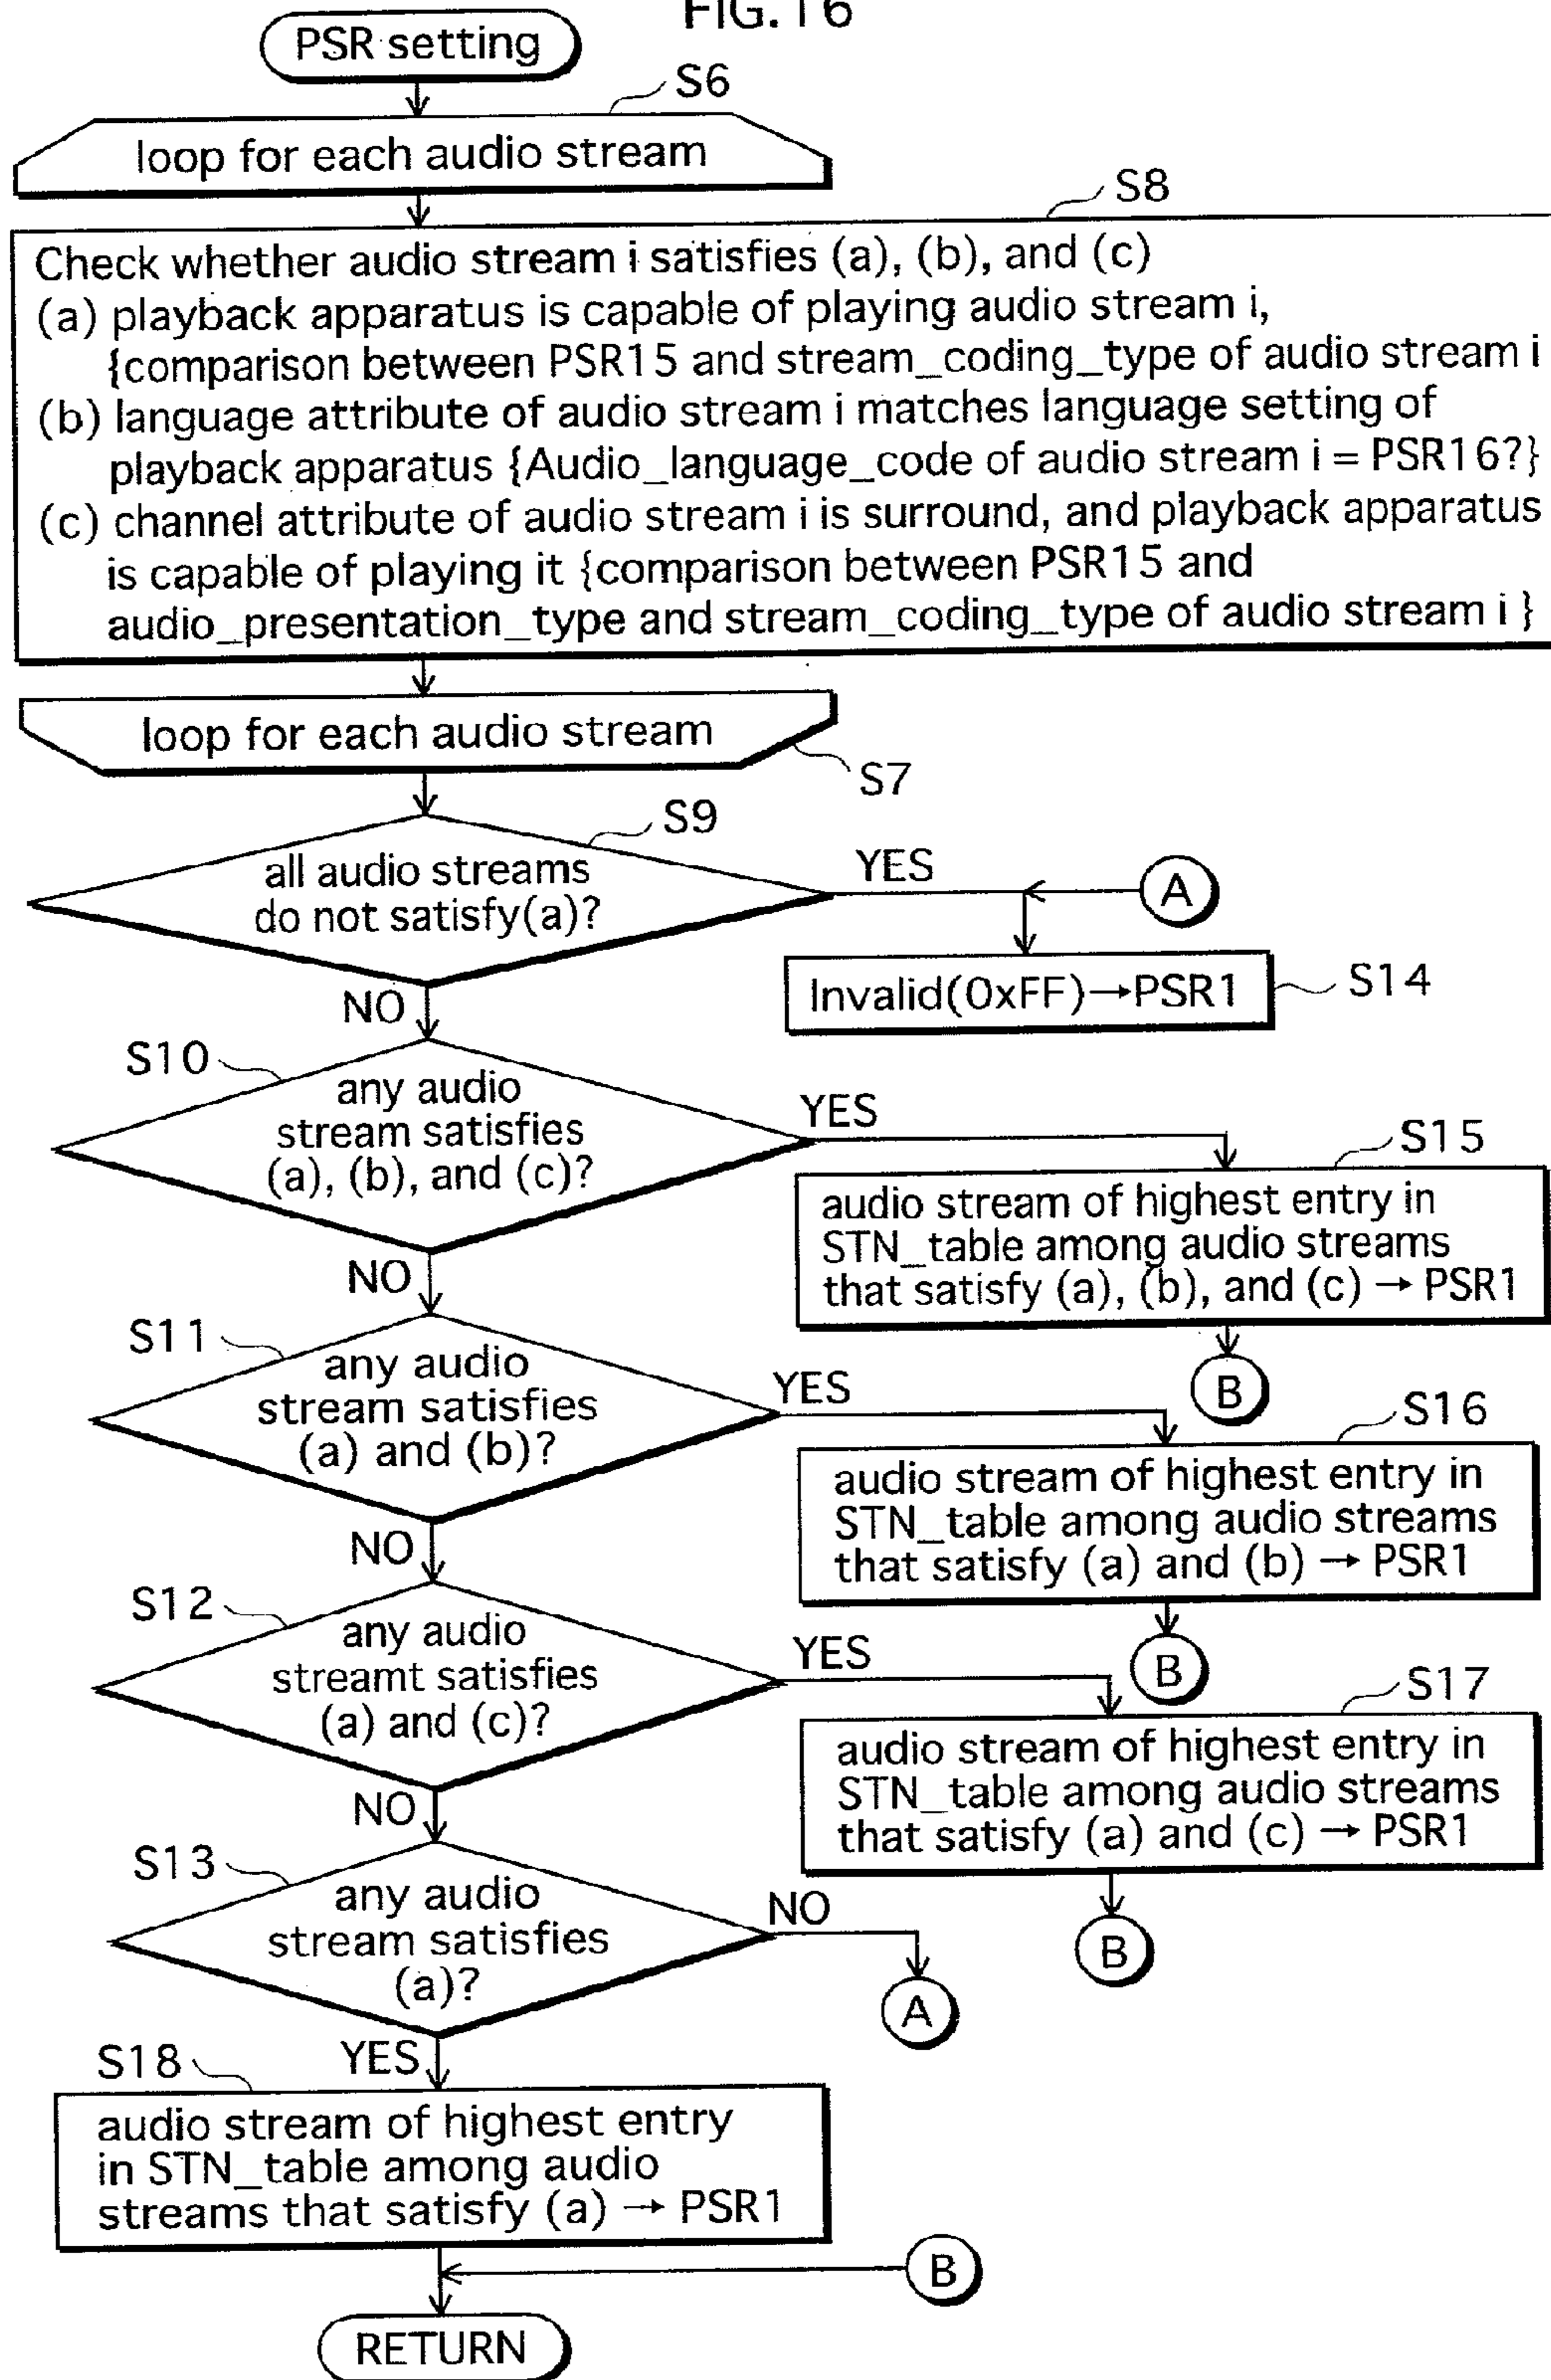 FIG. 16
PSR setting
S6
loop for each audio stream
S8
Check whether audio stream i satisfies (a), (b), and (c)
(a) playback apparatus is capable of playing audio stream i,
{comparison between PSR15 and stream_coding_type of audio stream i
(b) language attribute of audio stream i matches language setting of
playback apparatus {Audio_language_code of audio stream i = PSR16?}
(c) channel attribute of audio stream i is surround, and playback apparatus
is capable of playing it {comparison between PSR15 and
audio_presentation_type and stream_coding_type of audio stream i }
loop for each audio stream
S7
S9
all audio streams
do not satisfy(a)?
YES
A
Invalid(0xFF)→PSR1
S14
NO
S10
any audio
stream satisfies
(a), (b), and (c)?
YES
S15
audio stream of highest entry in
STN_table among audio streams
that satisfy (a), (b), and (c) → PSR1
B
NO
S11
any audio
stream satisfies
(a) and (b)?
YES
S16
audio stream of highest entry in
STN_table among audio streams
that satisfy (a) and (b) → PSR1
B
NO
S12
any audio
streamt satisfies
(a) and (c)?
YES
S17
audio stream of highest entry in
STN_table among audio streams
that satisfy (a) and (c) → PSR1
B
NO
S13
any audio
stream satisfies
(a)?
NO
A
YES
S18
audio stream of highest entry
in STN_table among audio
streams that satisfy (a) → PSR1
B
RETURN